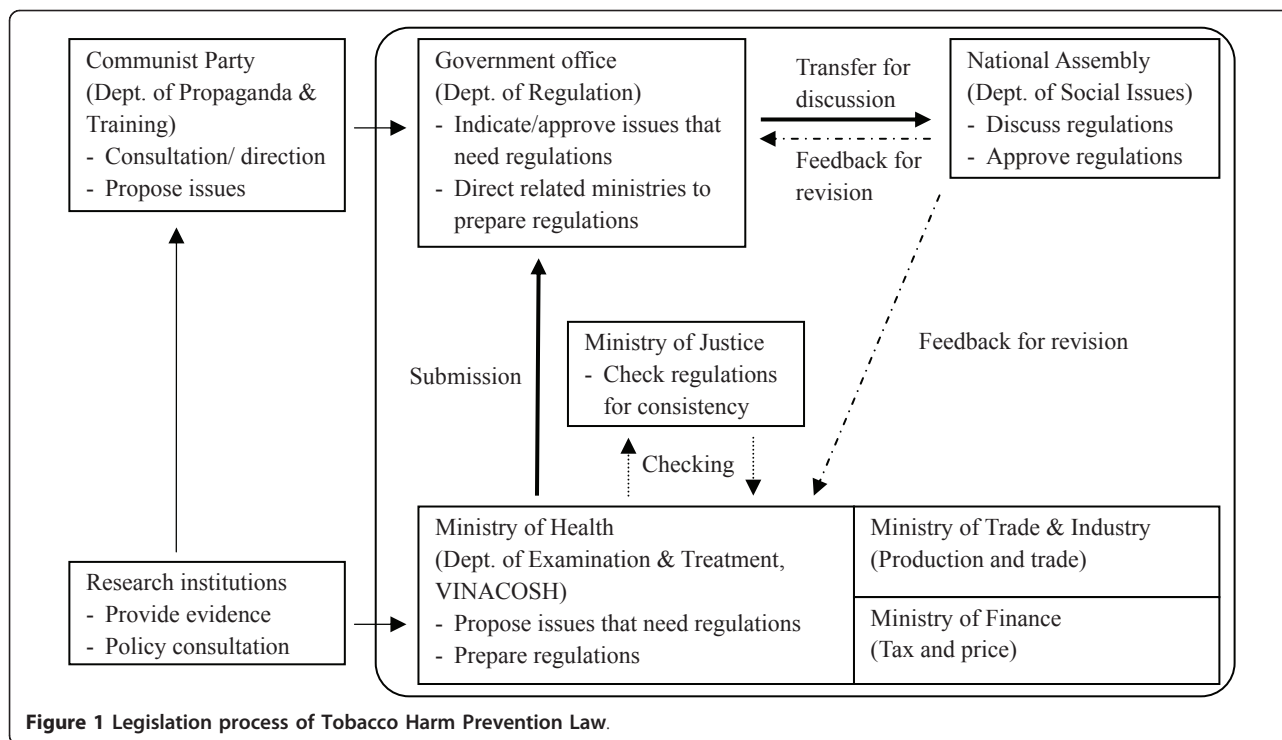 Communist Party
(Dept. of Propaganda &
Training)
- Consultation/ direction
- Propose issues
Government office
(Dept. of Regulation)
- Indicate/approve issues that
need regulations
- Direct related ministries to
prepare regulations
Transfer for
discussion
Feedback for
revision
National Assembly
(Dept. of Social Issues)
- Discuss regulations
- Approve regulations
Submission
Ministry of Justice
- Check regulations
for consistency
Checking
Feedback for revision
Research institutions
- Provide evidence
- Policy consultation
Ministry of Health
(Dept. of Examination & Treatment,
VINACOSH)
- Propose issues that need regulations
- Prepare regulations
Ministry of Trade & Industry
(Production and trade)
Ministry of Finance
(Tax and price)
Figure 1 Legislation process of Tobacco Harm Prevention Law.